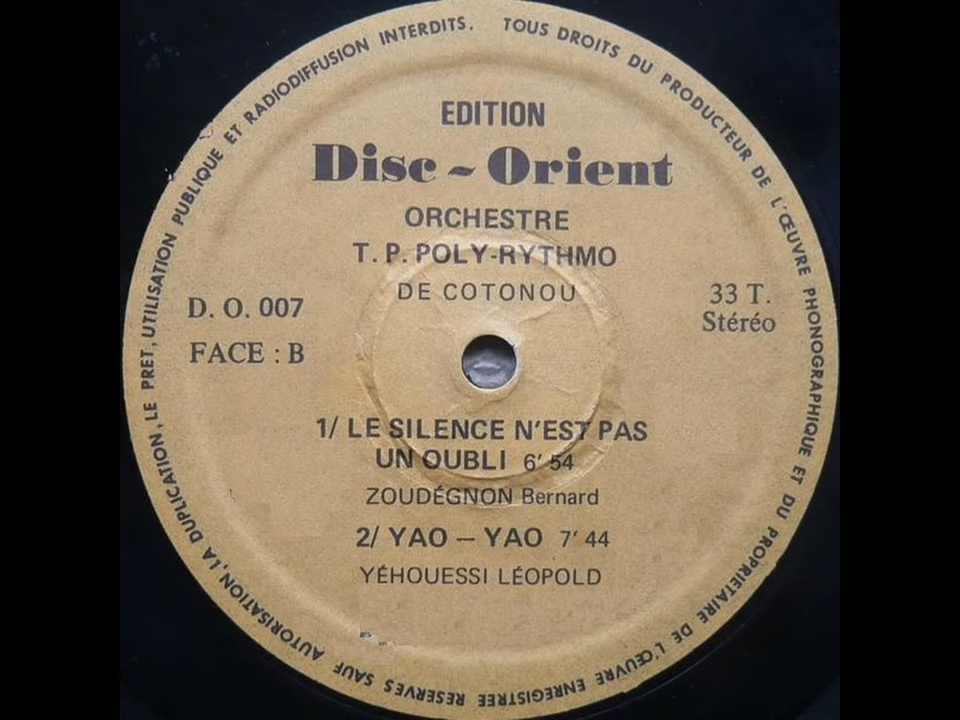 TOUS DROITS DU PRODUCTEUR DE L'ŒUVRE PHONOGRAPHIQUE ET DU PROPRIETAIRE DE L'ŒUVRE ENREGISTREE RESERVES SAUF AUTORISATION, LA DUPLICATION, LE PRET, UTILISATION PUBLIQUE ET RADIODIFFUSION INTERDITS.
EDITION
Disc ~ Orient
ORCHESTRE
T. P. POLY-RYTHMO
DE COTONOU
D. O. 007
FACE : B
33 T.
Stéréo
1/ LE SILENCE N'EST PAS
UN OUBLI 6' 54
ZOUDÉGNON Bernard
2/ YAO — YAO 7' 44
YÉHOUESSI LÉOPOLD